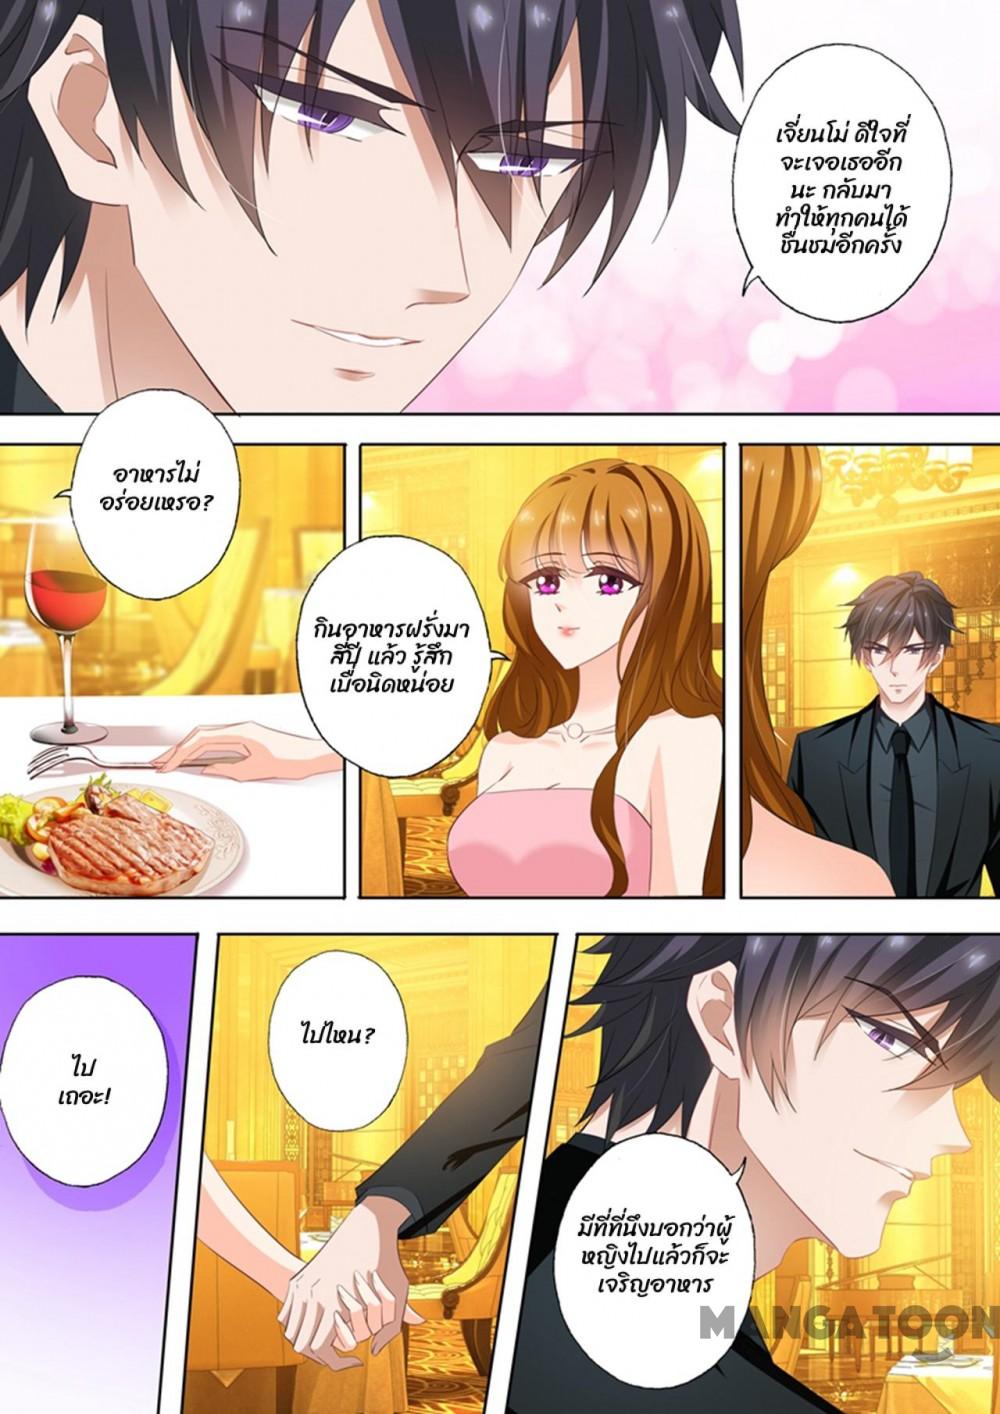 เจี่ยนโม่ ดีใจที่
จะเจอเธออีก
นะ กลับมา
ทำให้ทุกคนได้
ชื่นชมอีกครั้ง
อาหารไม่
อร่อยเหรอ?
กินอาหารฝรั่งมา
สี่ปี แล้ว รู้สึก
เบื่อนิดหน่อย
ไป
เถอะ!
ไปไหน?
มีที่ที่นึงบอกว่าผู้
หญิงไปแล้วก็จะ
เจริญอาหาร
MANGATOON